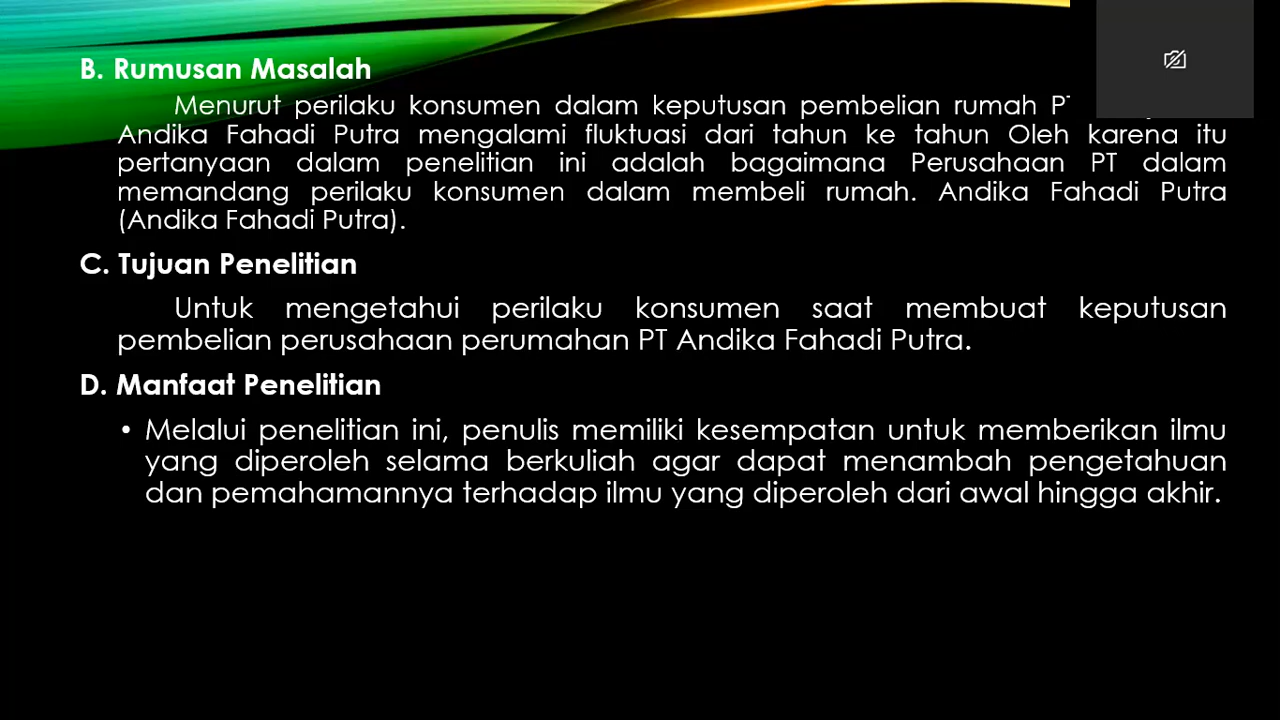 B. Rumusan Masalah
Menurut perilaku konsumen dalam keputusan pembelian rumah PT
Andika Fahadi Putra mengalami fluktuasi dari tahun ke tahun Oleh karena itu
pertanyaan dalam penelitian ini adalah bagaimana Perusahaan PT dalam
memandang perilaku konsumen dalam membeli rumah. Andika Fahadi Putra
(Andika Fahadi Putra).
C. Tujuan Penelitian
Untuk mengetahui perilaku konsumen saat membuat keputusan
pembelian perusahaan perumahan PT Andika Fahadi Putra.
D. Manfaat Penelitian
• Melalui penelitian ini, penulis memiliki kesempatan untuk memberikan ilmu
yang diperoleh selama berkuliah agar dapat menambah pengetahuan
dan pemahamannya terhadap ilmu yang diperoleh dari awal hingga akhir.